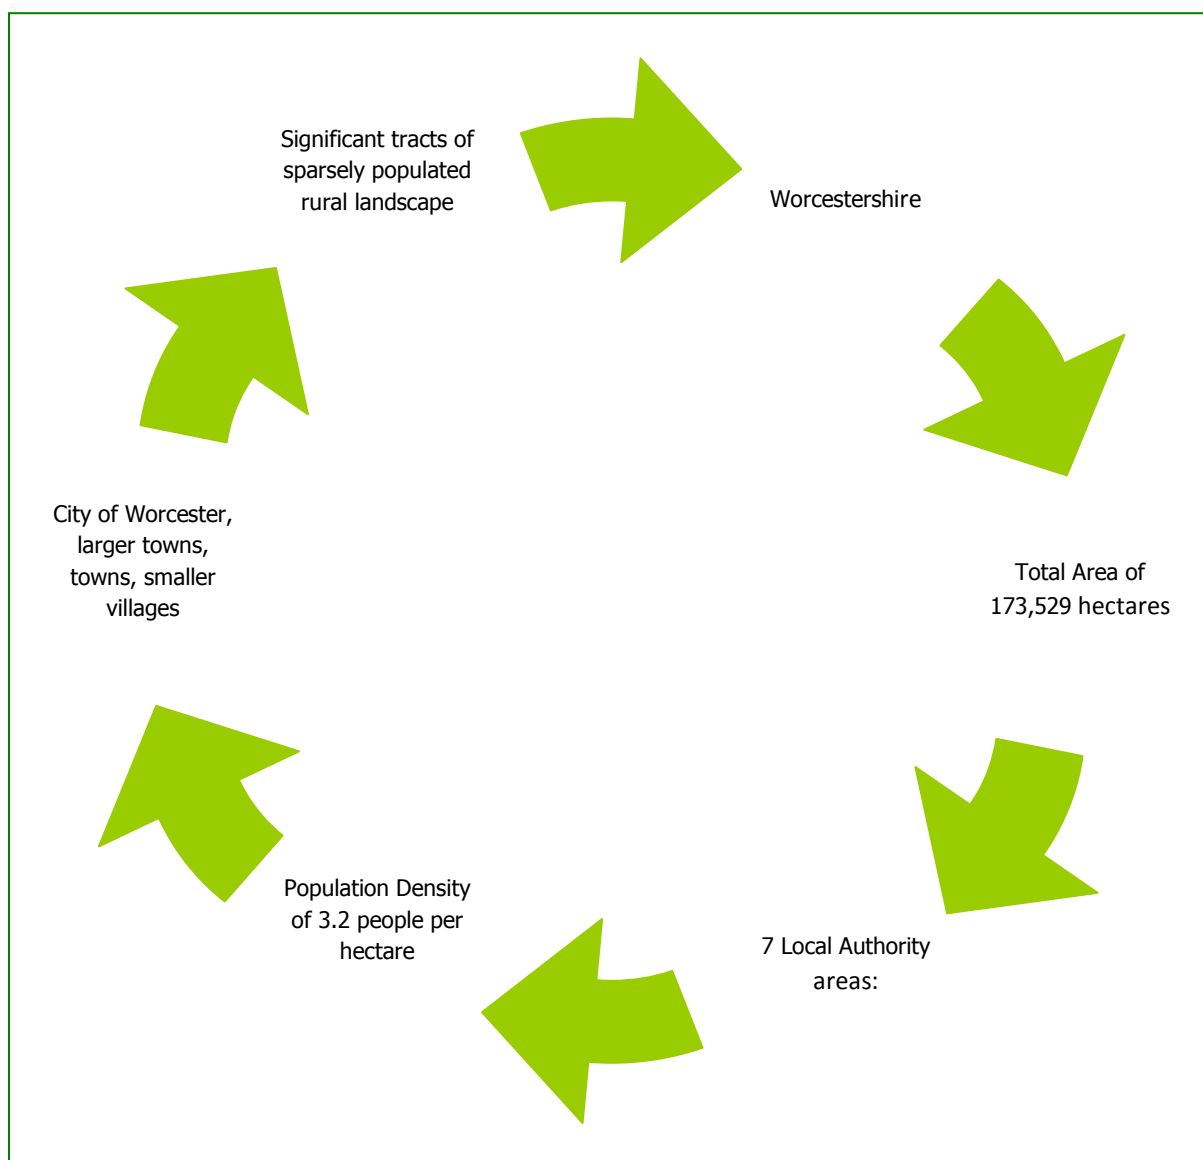 Significant tracts of
sparsely populated
rural landscape
Worcestershire
City of Worcester,
larger towns,
towns, smaller
villages
Total Area of
173,529 hectares
Population Density
of 3.2 people per
hectare
7 Local Authority
areas: